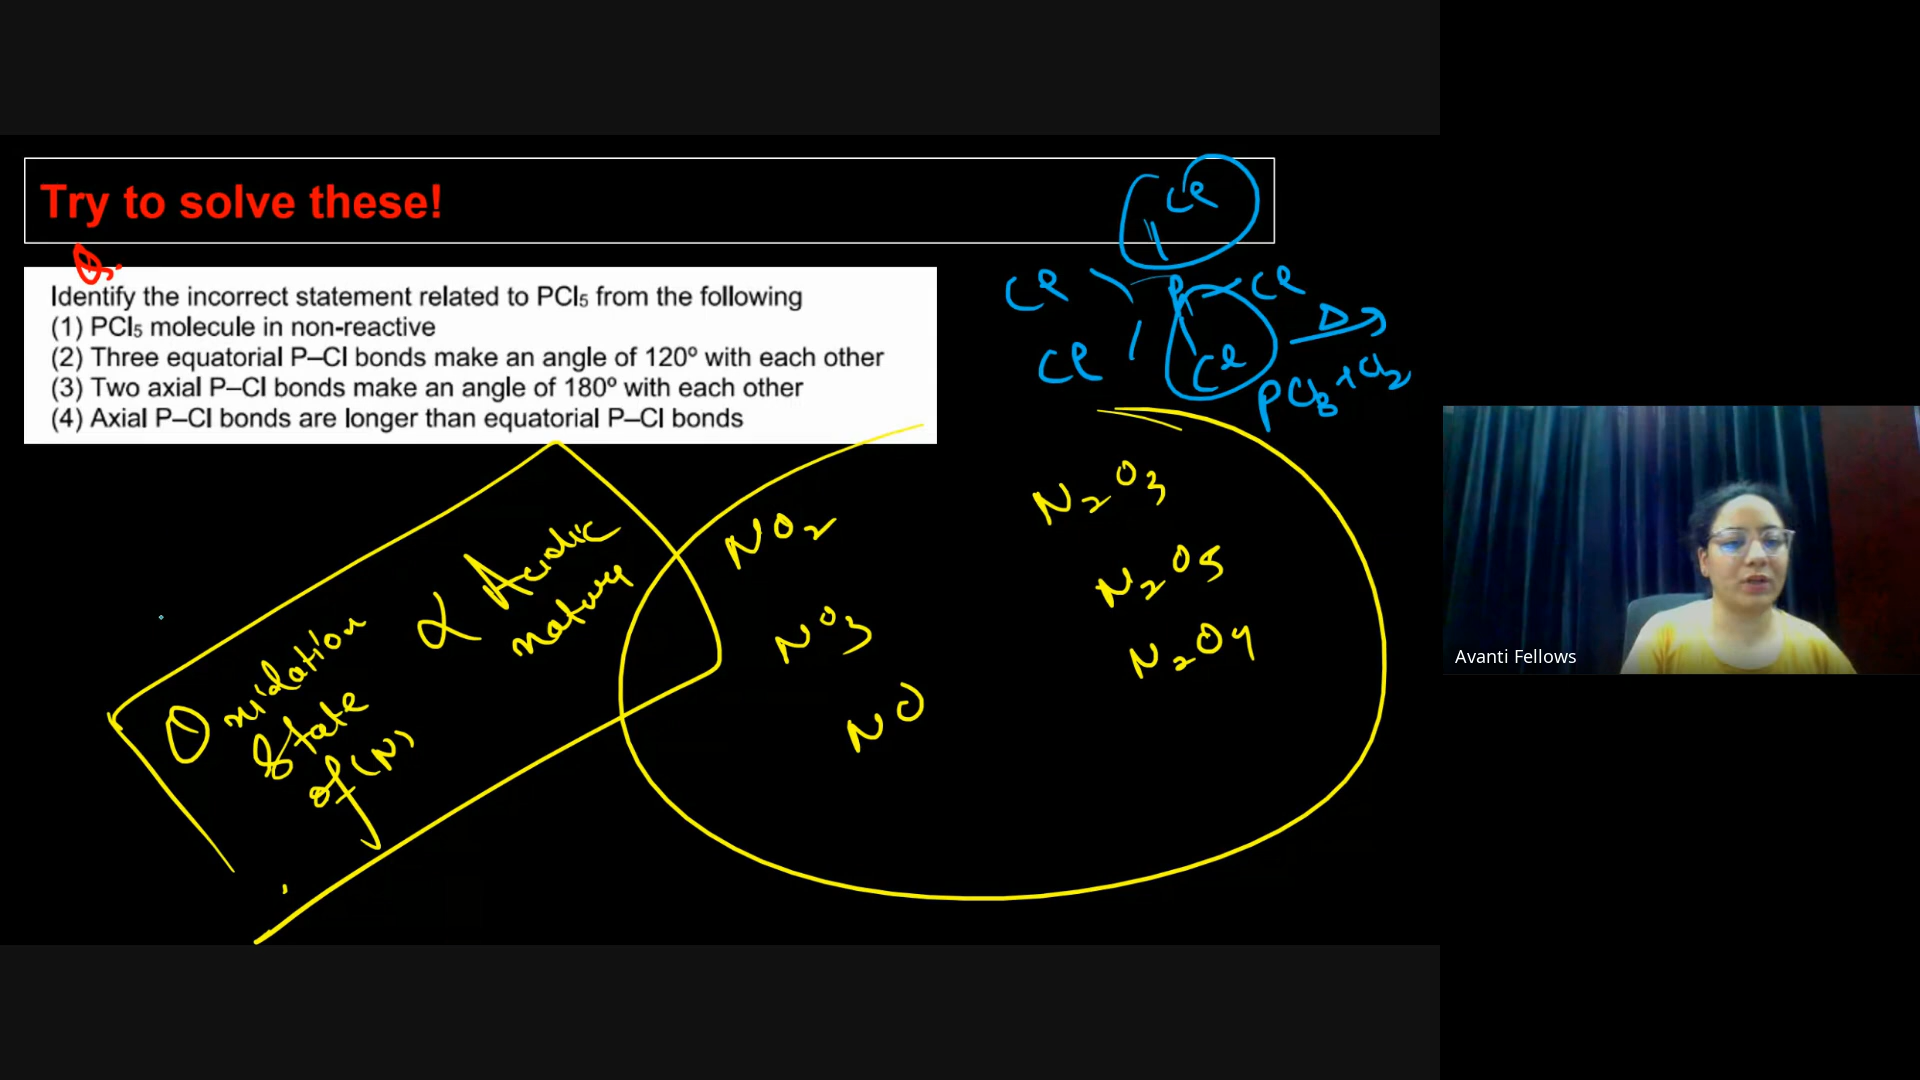 Try to solve these!
Q.
Identify the incorrect statement related to PCl₅ from the following
(1) PCl₅ molecule in non-reactive
(2) Three equatorial P–Cl bonds make an angle of 120º with each other
(3) Two axial P–Cl bonds make an angle of 180º with each other
(4) Axial P–Cl bonds are longer than equatorial P–Cl bonds
Cl
Cl P Cl
Cl Cl Δ
PCl₃ + Cl₂
NO₂
NO₃
NO
N₂O₃
N₂O₅
N₂O₄
Oxidation
State
of (N)
∝ Acidic
nature
Avanti Fellows